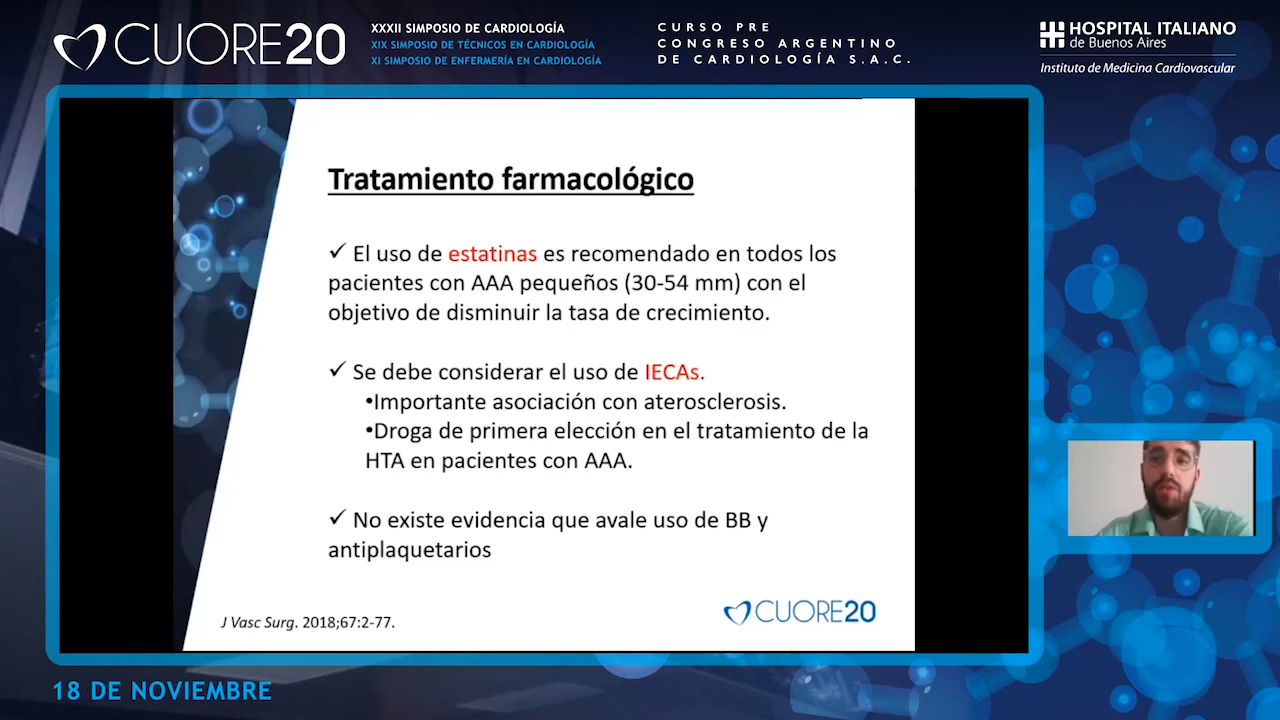 CUORE20
XXXII SIMPOSIO DE CARDIOLOGÍA
XIX SIMPOSIO DE TÉCNICOS EN CARDIOLOGÍA
XI SIMPOSIO DE ENFERMERÍA EN CARDIOLOGÍA
CURSO PRE
CONGRESO ARGENTINO
DE CARDIOLOGÍA S.A.C.
HOSPITAL ITALIANO
de Buenos Aires
Instituto de Medicina Cardiovascular
Tratamiento farmacológico
✓ El uso de estatinas es recomendado en todos los
pacientes con AAA pequeños (30-54 mm) con el
objetivo de disminuir la tasa de crecimiento.
✓ Se debe considerar el uso de IECAs.
•Importante asociación con aterosclerosis.
•Droga de primera elección en el tratamiento de la
HTA en pacientes con AAA.
✓ No existe evidencia que avale uso de BB y
antiplaquetarios
J Vasc Surg. 2018;67:2-77.
CUORE20
18 DE NOVIEMBRE